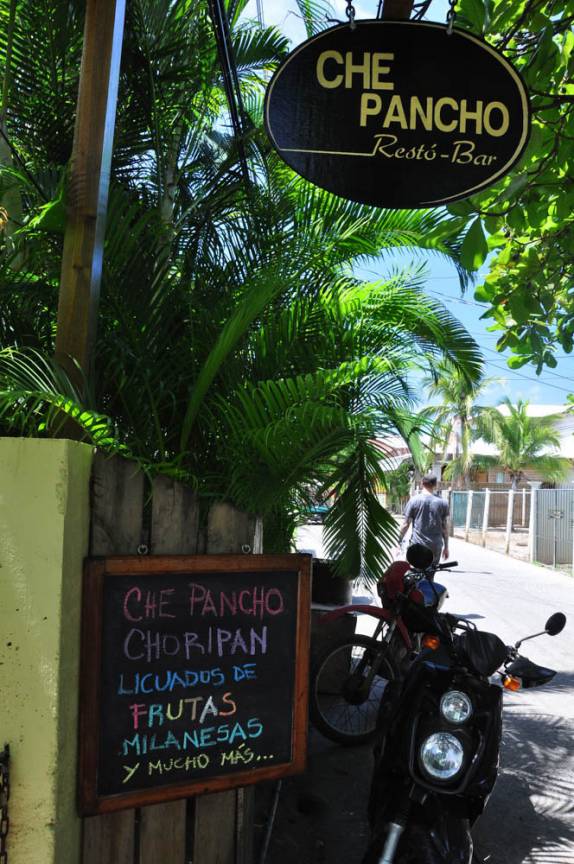 CHE
PANCHO
Restó-Bar
CHE PANCHO
CHORIPAN
LICUADOS DE
FRUTAS
MILANESAS
Y MUCHO MÁS...